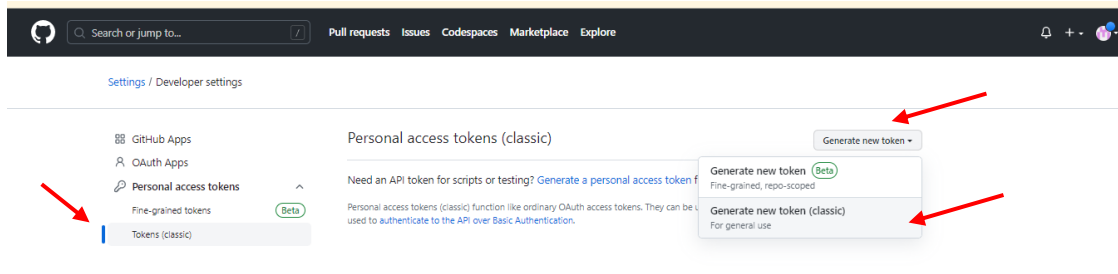 Search or jump to... /
Pull requests Issues Codespaces Marketplace Explore
Settings / Developer settings
GitHub Apps
OAuth Apps
Personal access tokens
Fine-grained tokens Beta
Tokens (classic)
Personal access tokens (classic)
Generate new token
Need an API token for scripts or testing? Generate a personal access token f
Personal access tokens (classic) function like ordinary OAuth access tokens. They can be u
used to authenticate to the API over Basic Authentication.
Generate new token Beta
Fine-grained, repo-scoped
Generate new token (classic)
For general use